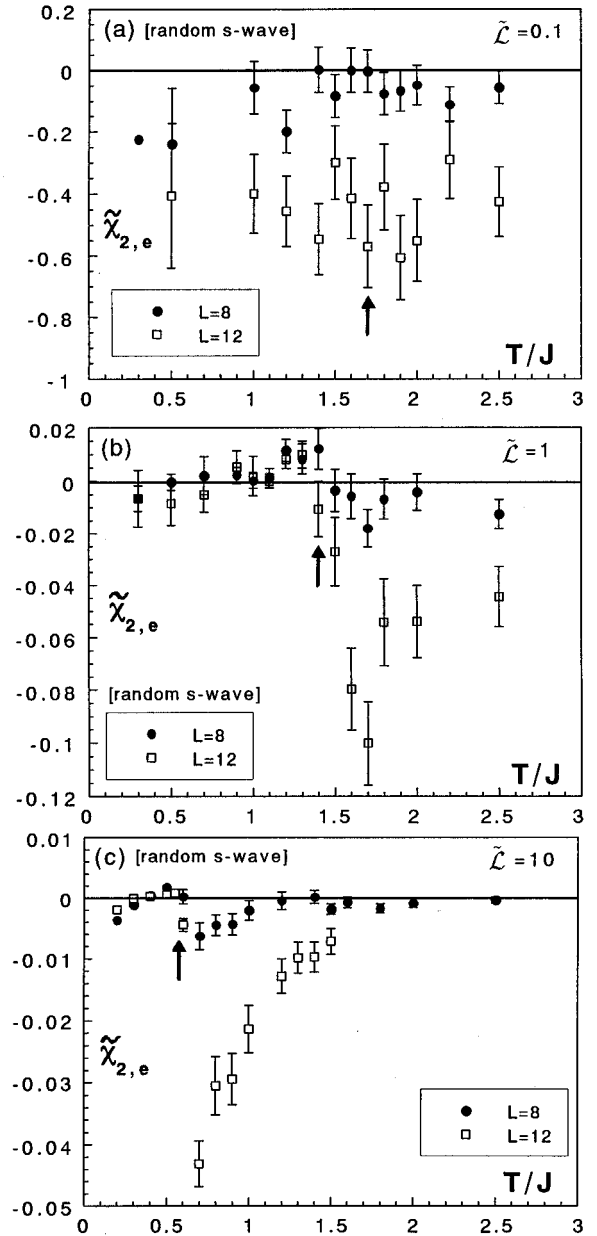 (a) [random s-wave] ℒ̃ =0.1
0.2
0
-0.2
-0.4
-0.6
-0.8
-1
χ̃₂,ₑ
● L=8
□ L=12
T/J
0 0.5 1 1.5 2 2.5 3
(b) ℒ̃ =1
0.02
0
-0.02
-0.04
-0.06
-0.08
-0.1
-0.12
χ̃₂,ₑ
[random s-wave]
● L=8
□ L=12
T/J
0 0.5 1 1.5 2 2.5 3
(c) [random s-wave] ℒ̃ =10
0.01
0
-0.01
-0.02
-0.03
-0.04
-0.05
χ̃₂,ₑ
● L=8
□ L=12
T/J
0 0.5 1 1.5 2 2.5 3